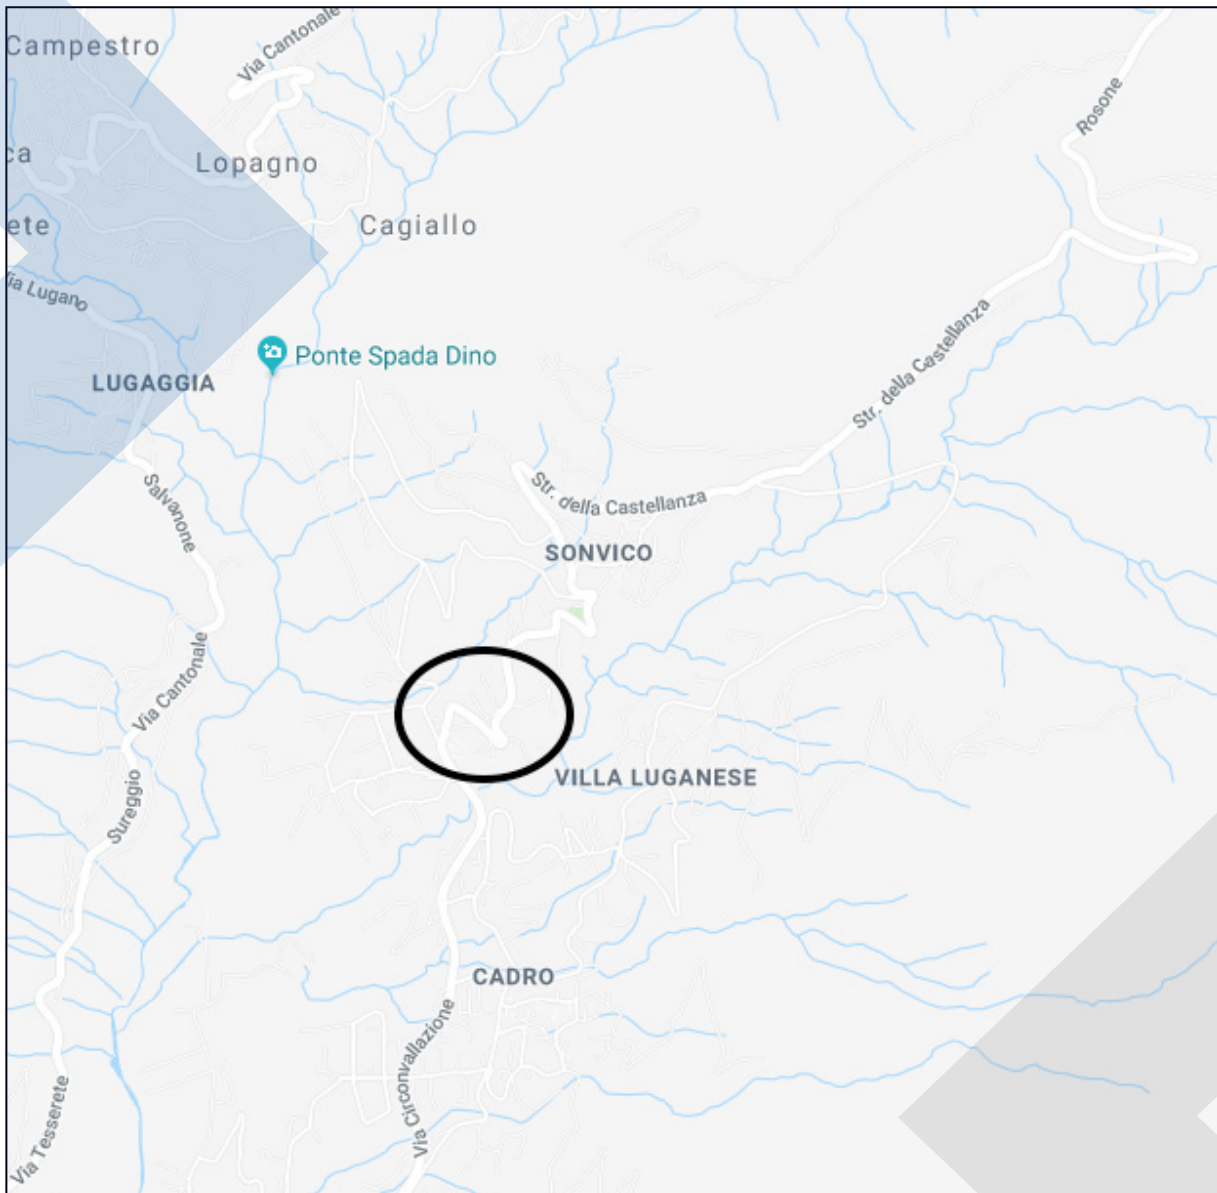 Via Cantonale
Campestro
Rosone
ca
Lopagno
ete
Cagiallo
ia Lugano
Str. della Castellanza
Ponte Spada Dino
LUGAGGIA
Salvanone
Str. della Castellanza
SONVICO
Via Cantonale
VILLA LUGANESE
Sureggio
CADRO
Via Circonvallazione
Via Tesserete